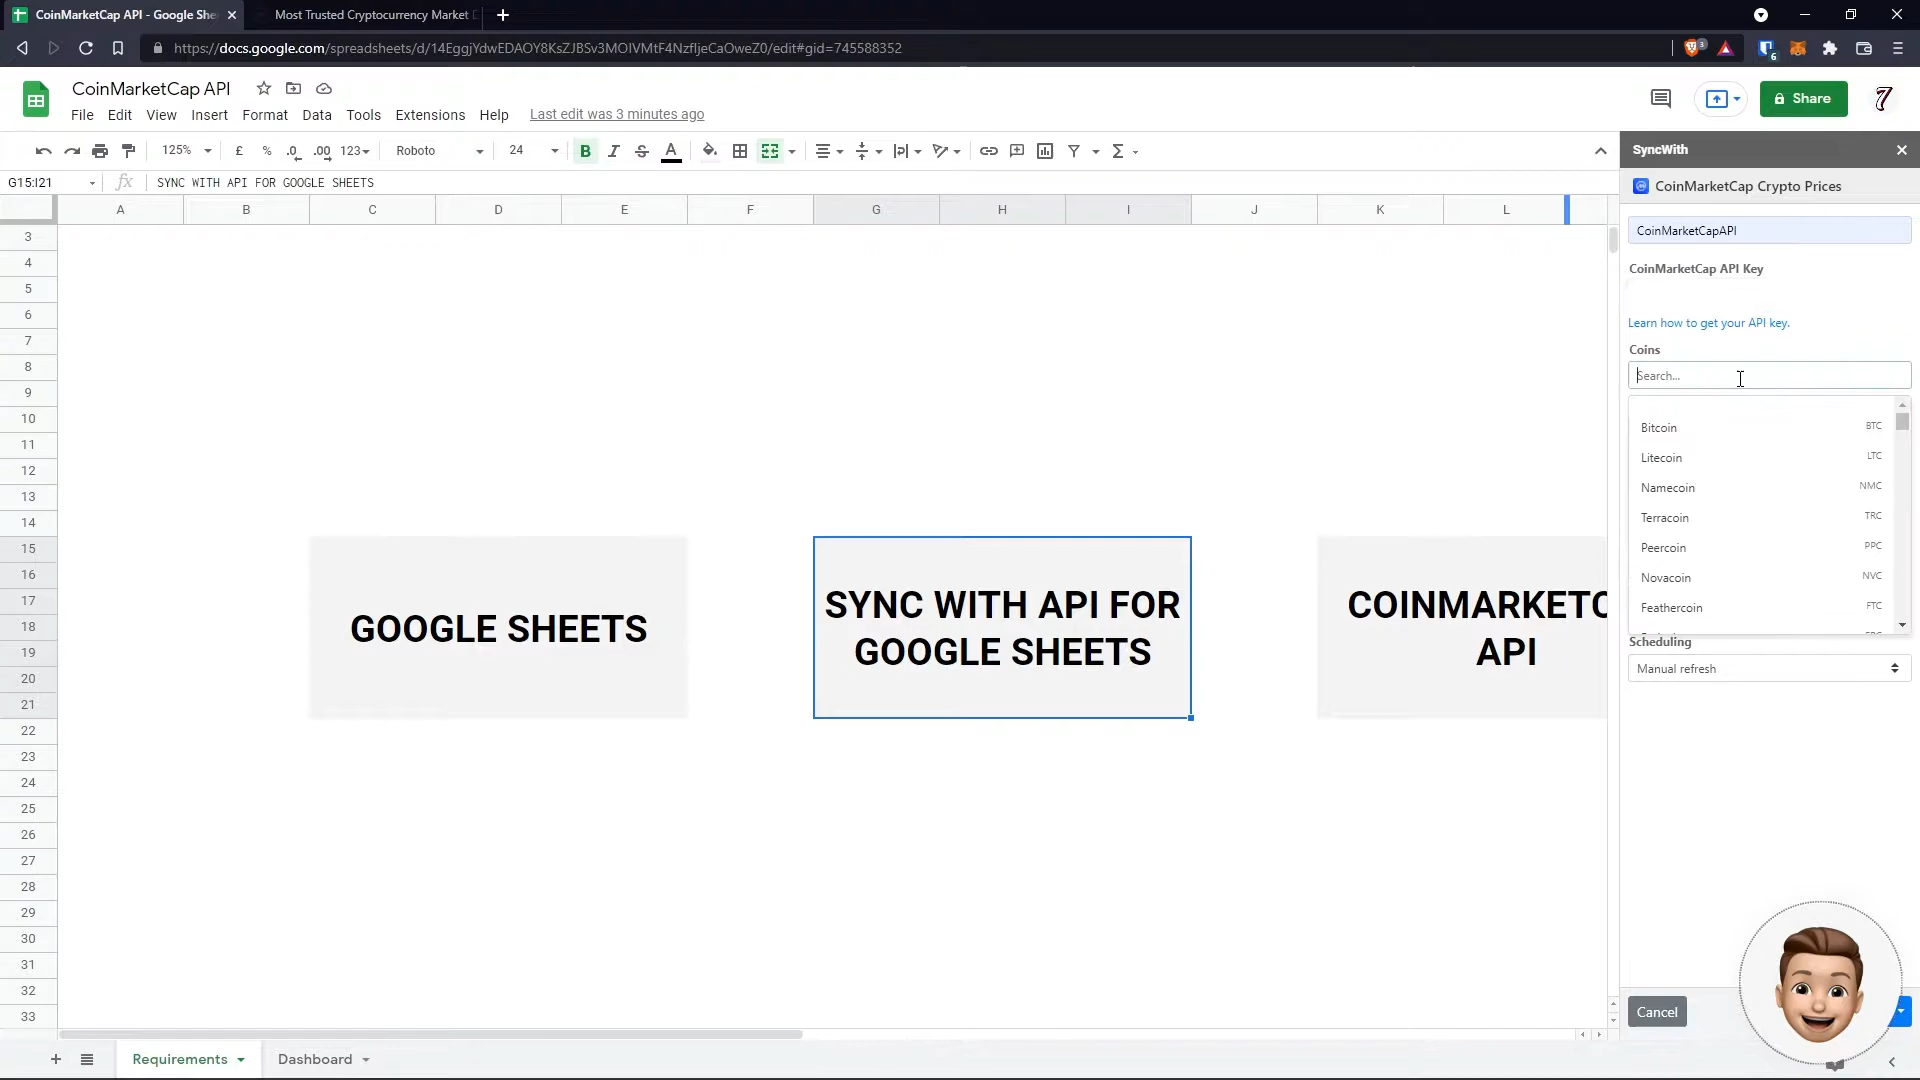 CoinMarketCap API - Google She
Most Trusted Cryptocurrency Market
https://docs.google.com/spreadsheets/d/14EggjYdwEDAOY8KsZJBSv3MOIVMtF4NzfIjeCaOweZ0/edit#gid=745588352
3
6
CoinMarketCap API
File Edit View Insert Format Data Tools Extensions Help Last edit was 3 minutes ago
Share
125% £ % .0 .00 123 Roboto 24 B I S A Σ
G15:I21 fx SYNC WITH API FOR GOOGLE SHEETS
A B C D E F G H I J K L
3
4
5
6
7
8
9
10
11
12
13
14
15
16
17
18
19
20
21
22
23
24
25
26
27
28
29
30
31
32
33
GOOGLE SHEETS
SYNC WITH API FOR
GOOGLE SHEETS
COINMARKETC
API
SyncWith
CoinMarketCap Crypto Prices
CoinMarketCapAPI
CoinMarketCap API Key
Learn how to get your API key.
Coins
Search...
Bitcoin BTC
Litecoin LTC
Namecoin NMC
Terracoin TRC
Peercoin PPC
Novacoin NVC
Feathercoin FTC
Scheduling
Manual refresh
Cancel
Requirements Dashboard